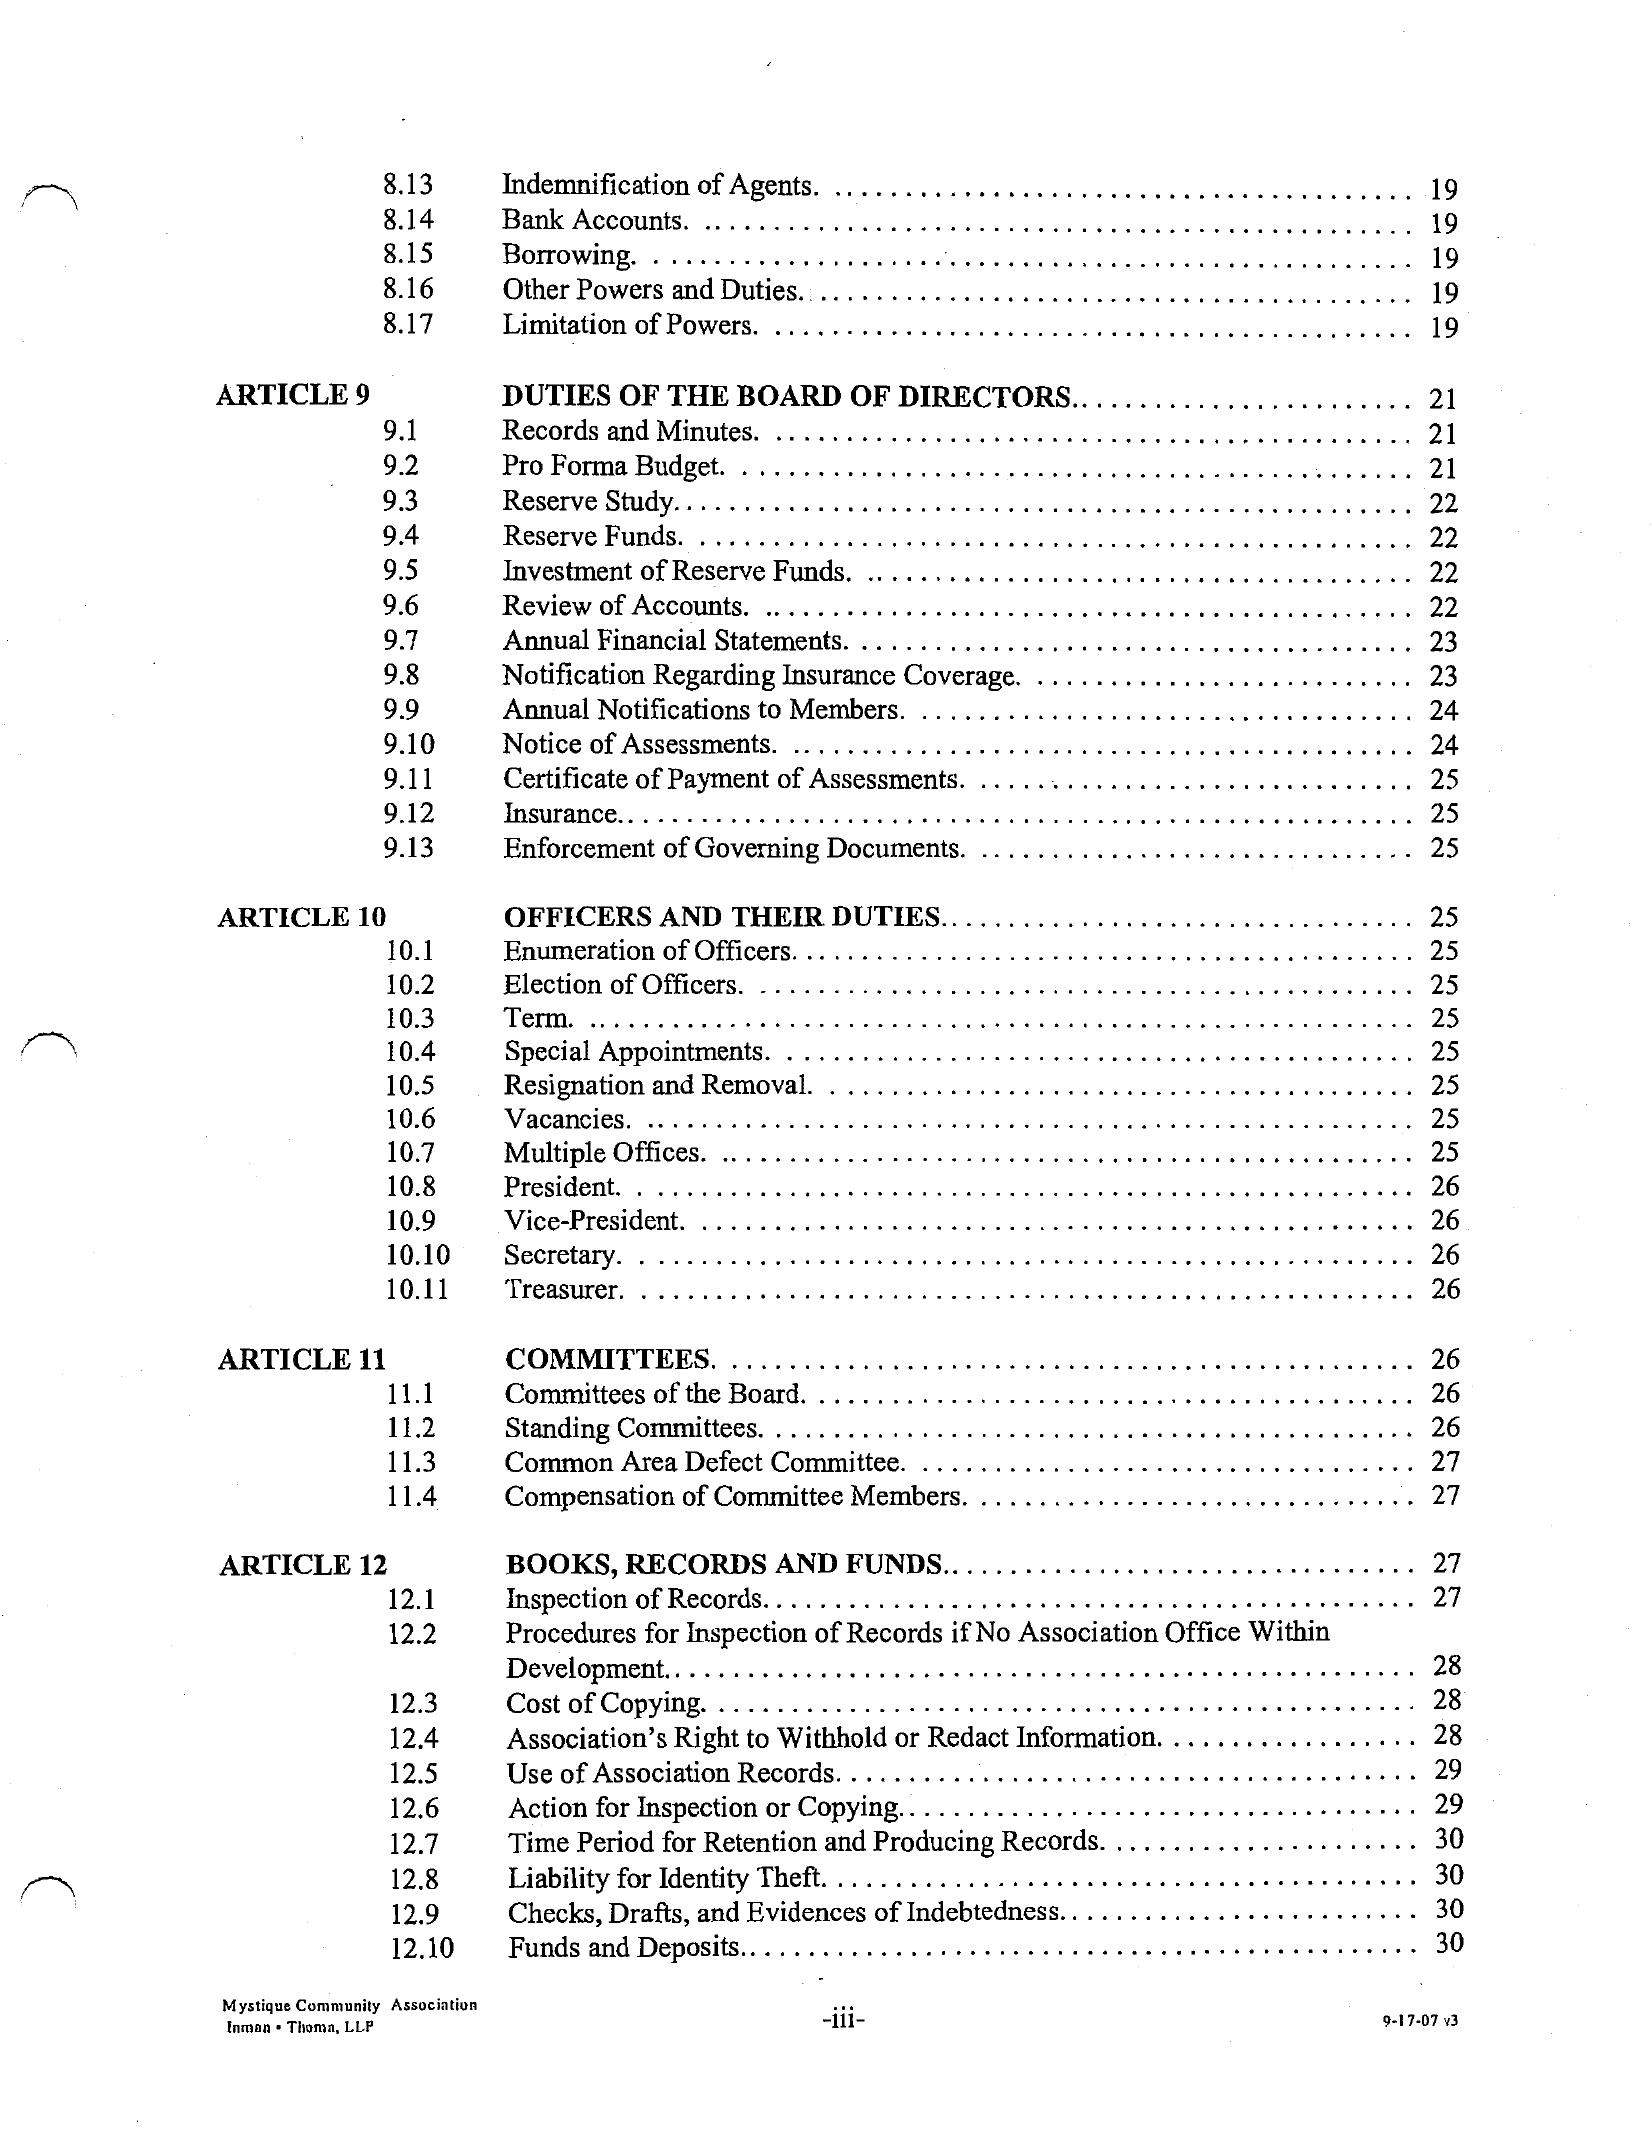 8.13 Indemnification of Agents. 19
8.14 Bank Accounts. 19
8.15 Borrowing. 19
8.16 Other Powers and Duties. 19
8.17 Limitation of Powers. 19
ARTICLE 9 DUTIES OF THE BOARD OF DIRECTORS. 21
9.1 Records and Minutes. 21
9.2 Pro Forma Budget. 21
9.3 Reserve Study. 22
9.4 Reserve Funds. 22
9.5 Investment of Reserve Funds. 22
9.6 Review of Accounts. 22
9.7 Annual Financial Statements. 23
9.8 Notification Regarding Insurance Coverage. 23
9.9 Annual Notifications to Members. 24
9.10 Notice of Assessments. 24
9.11 Certificate of Payment of Assessments. 25
9.12 Insurance. 25
9.13 Enforcement of Governing Documents. 25
ARTICLE 10 OFFICERS AND THEIR DUTIES. 25
10.1 Enumeration of Officers. 25
10.2 Election of Officers. 25
10.3 Term. 25
10.4 Special Appointments. 25
10.5 Resignation and Removal. 25
10.6 Vacancies. 25
10.7 Multiple Offices. 25
10.8 President. 26
10.9 Vice-President. 26
10.10 Secretary. 26
10.11 Treasurer. 26
ARTICLE 11 COMMITTEES. 26
11.1 Committees of the Board. 26
11.2 Standing Committees. 26
11.3 Common Area Defect Committee. 27
11.4 Compensation of Committee Members. 27
ARTICLE 12 BOOKS, RECORDS AND FUNDS. 27
12.1 Inspection of Records. 27
12.2 Procedures for Inspection of Records if No Association Office Within
Development. 28
12.3 Cost of Copying. 28
12.4 Association's Right to Withhold or Redact Information. 28
12.5 Use of Association Records. 29
12.6 Action for Inspection or Copying. 29
12.7 Time Period for Retention and Producing Records. 30
12.8 Liability for Identity Theft. 30
12.9 Checks, Drafts, and Evidences of Indebtedness. 30
12.10 Funds and Deposits. 30
Mystique Community Association
Inman • Thoma, LLP -iii- 9-17-07 v3